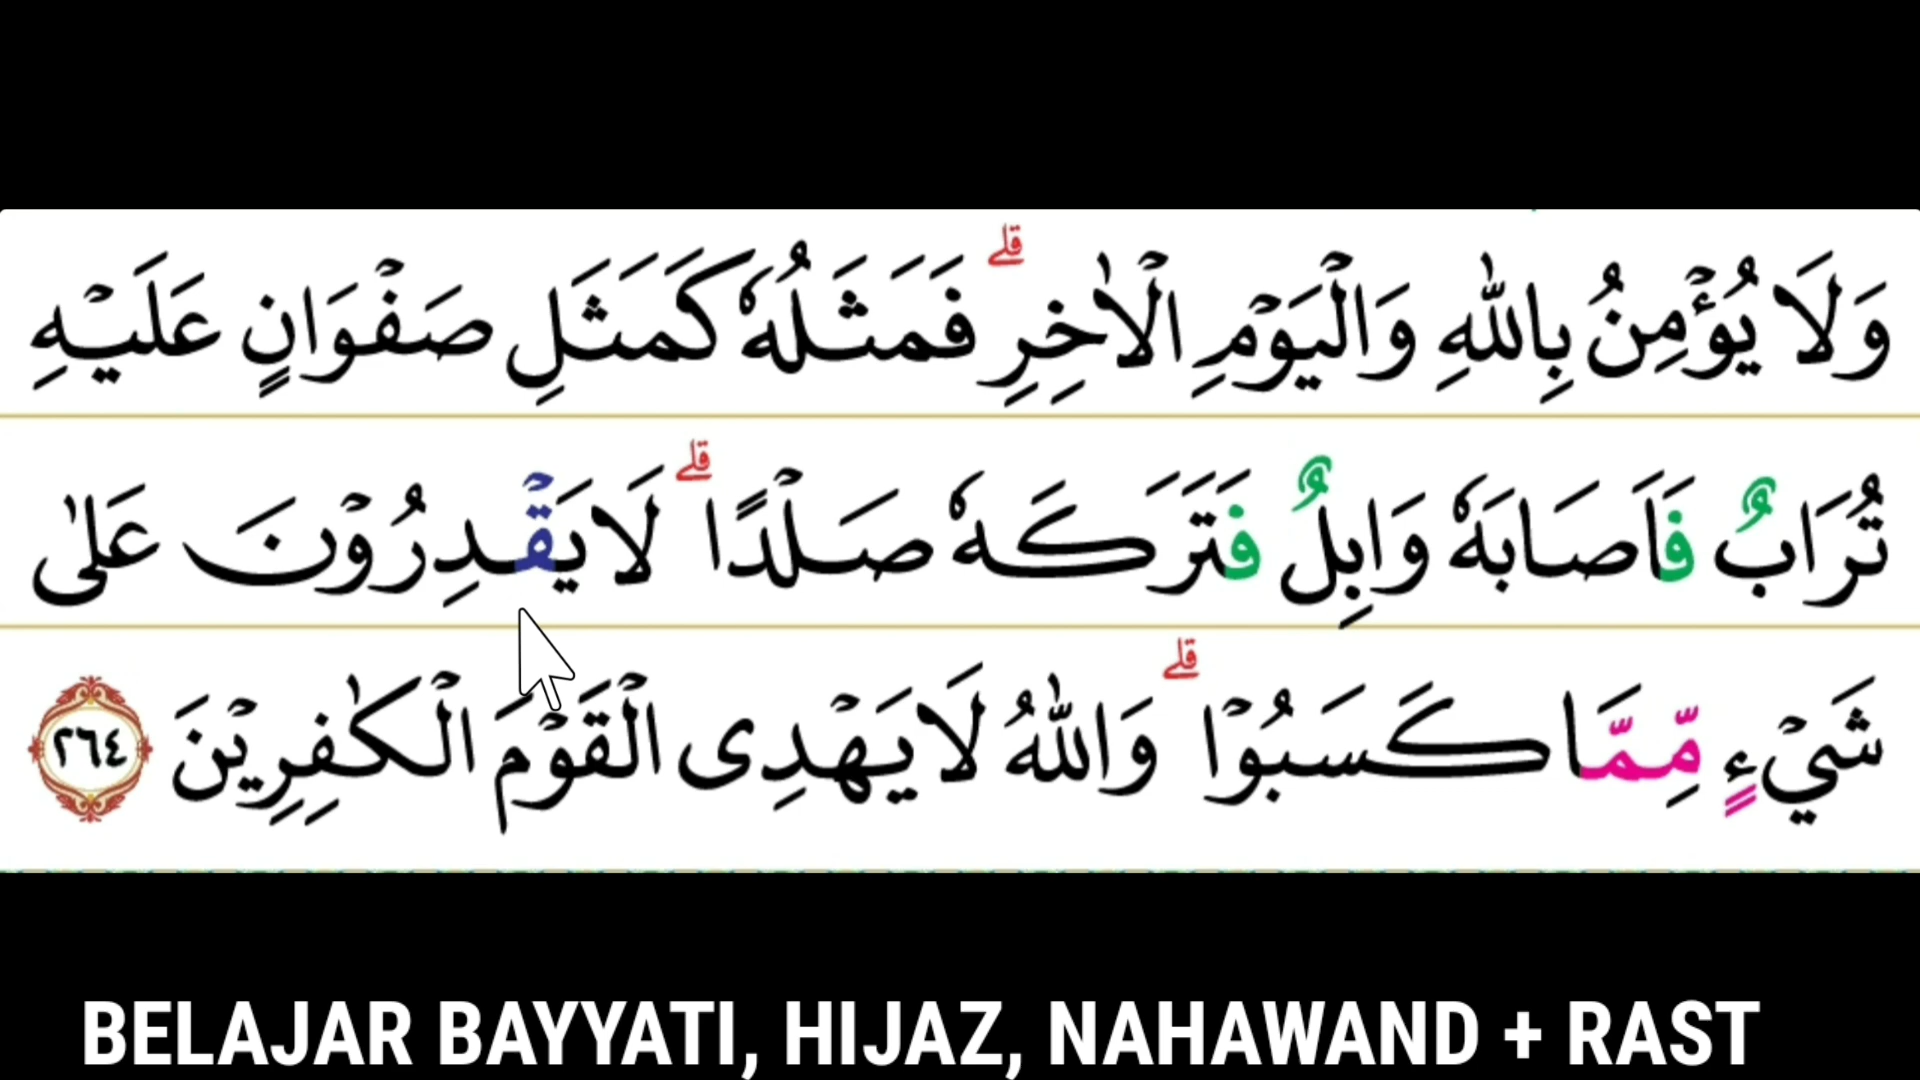 وَلَا يُؤْمِنُ بِاللّٰهِ وَالْيَوْمِ الْاٰخِرِۗ فَمَثَلُهٗ كَمَثَلِ صَفْوَانٍ عَلَيْهِ
تُرَابٌ فَاَصَابَهٗ وَابِلٌ فَتَرَكَهٗ صَلْدًاۗ لَا يَقْدِرُوْنَ عَلٰى
شَيْءٍ مِّمَّا كَسَبُوْاۗ وَاللّٰهُ لَا يَهْدِى الْقَوْمَ الْكٰفِرِيْنَ ٢٦٤
BELAJAR BAYYATI, HIJAZ, NAHAWAND + RAST